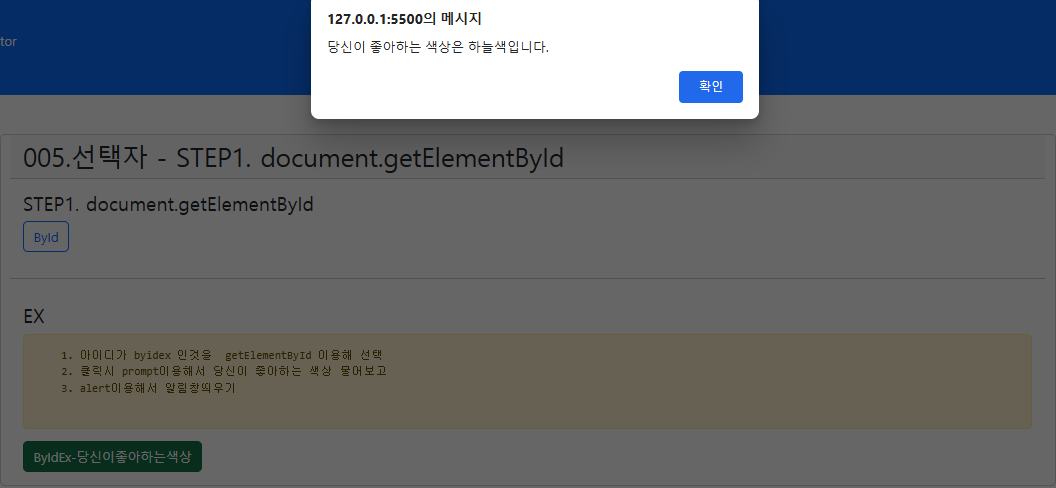 127.0.0.1:5500의 메시지
당신이 좋아하는 색상은 하늘색입니다.
확인
tor
005.선택자 - STEP1. document.getElementById
STEP1. document.getElementById
ById
EX
1. 아이디가 byidex 인것을  getElementById 이용해 선택
2. 클릭시 prompt이용해서 당신이 좋아하는 색상 물어보고
3. alert이용해서 알림창띄우기
ByIdEx-당신이좋아하는색상